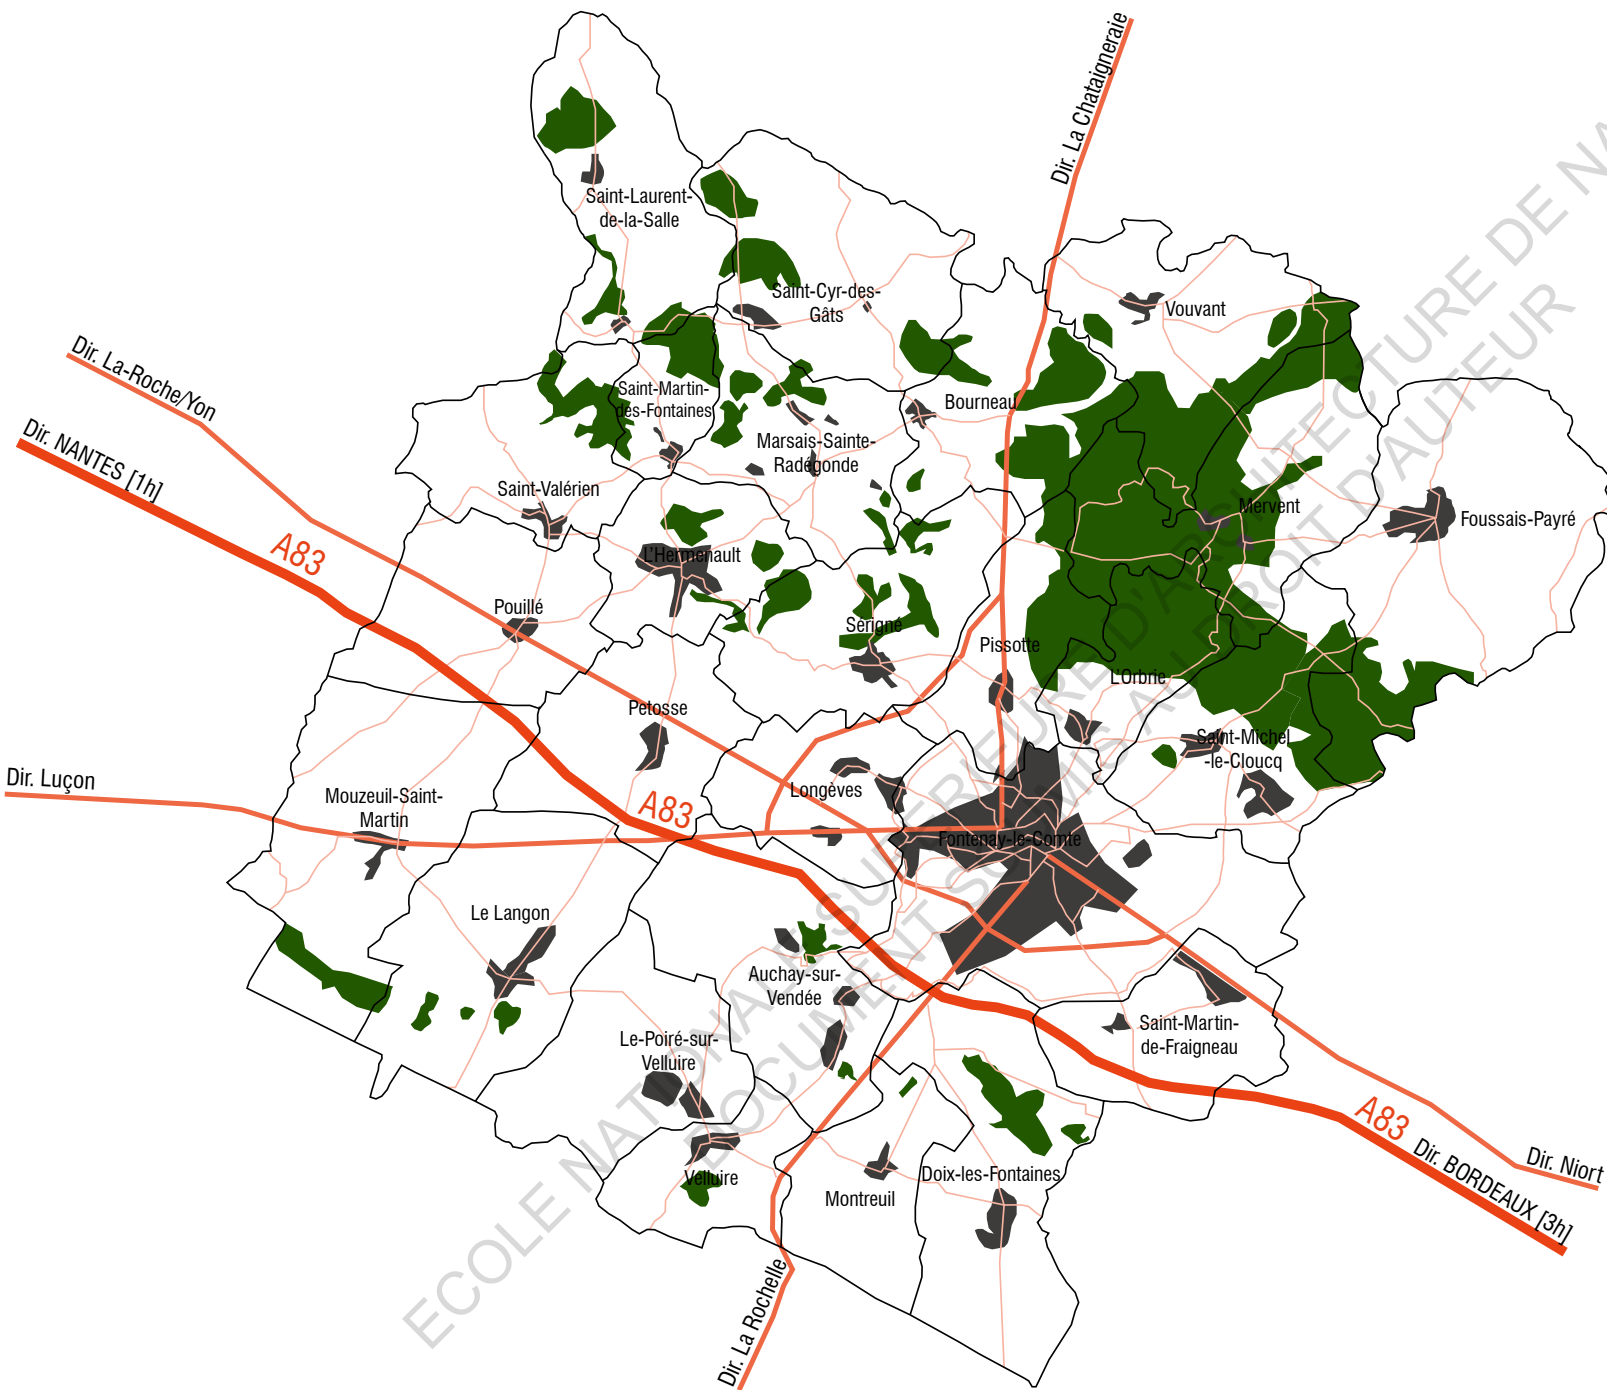 Dir. La Chataigneraie
Saint-Laurent-
de-la-Salle
Saint-Cyr-des-
Gâts
Vouvant
Dir. La-Roche/Yon
Saint-Martin-
des-Fontaines
Bourneau
Dir. NANTES [1h]
Marsais-Sainte-
Radégonde
Saint-Valérien
Mervent
Foussais-Payré
A83
L'Hermenault
Pouillé
Sérigné
Pissotte
L'Orbrie
Petosse
Saint-Michel
-le-Cloucq
Dir. Luçon
Longèves
Mouzeuil-Saint-
Martin
A83
Fontenay-le-Comte
Le Langon
Auchay-sur-
Vendée
Saint-Martin-
de-Fraigneau
Le-Poiré-sur-
Velluire
A83
Dir. BORDEAUX [3h]
Dir. Niort
Velluire
Montreuil
Doix-les-Fontaines
Dir. La Rochelle
ECOLE NATIONALE SUPERIEURE D'ARCHITECTURE DE NA
DOCUMENT SOUMIS AU DROIT D'AUTEUR